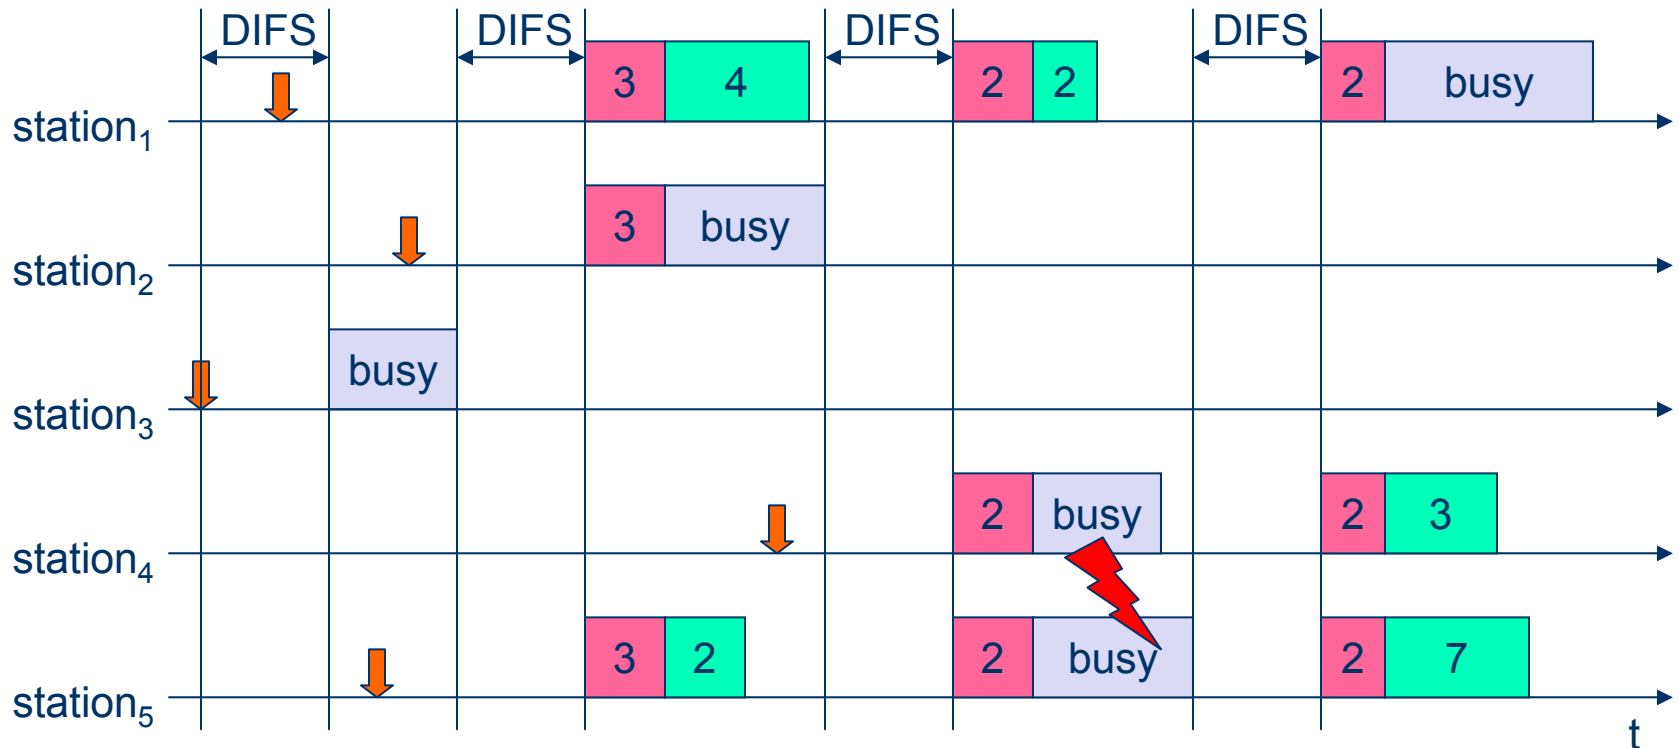 DIFS DIFS DIFS DIFS
station₁ 3 4 2 2 2 busy
station₂ 3 busy
station₃ busy
station₄ 2 busy 2 3
station₅ 3 2 2 busy 2 7
t